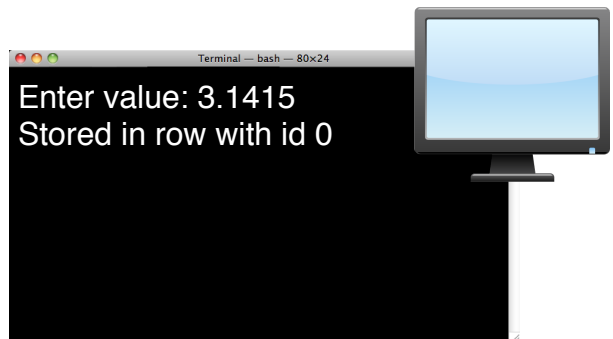 Terminal — bash — 80×24
Enter value: 3.1415
Stored in row with id 0